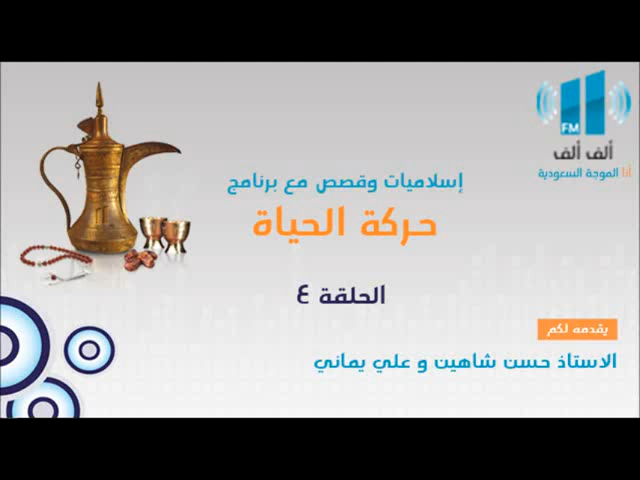 FM
ألف ألف
أنا الموجة السعودية
إسلاميات وقصص مع برنامج
حركة الحياة
الحلقة ٤
يقدمه لكم
الاستاذ حسن شاهين و علي يماني